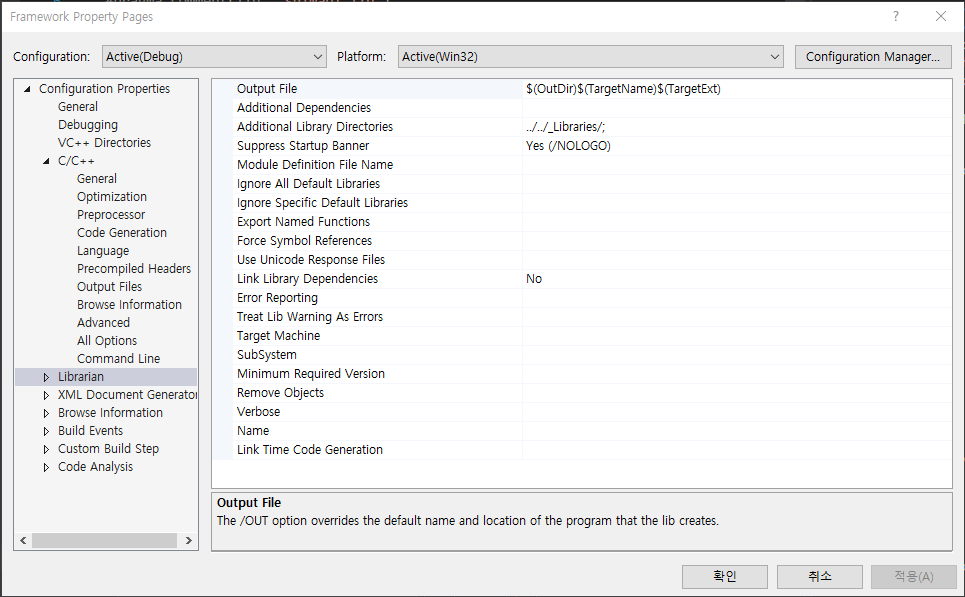 Framework Property Pages
?
Configuration: Active(Debug) Platform: Active(Win32) Configuration Manager...
Configuration Properties
General
Debugging
VC++ Directories
C/C++
General
Optimization
Preprocessor
Code Generation
Language
Precompiled Headers
Output Files
Browse Information
Advanced
All Options
Command Line
Librarian
XML Document Generator
Browse Information
Build Events
Custom Build Step
Code Analysis
Output File $(OutDir)$(TargetName)$(TargetExt)
Additional Dependencies
Additional Library Directories ../../_Libraries/;
Suppress Startup Banner Yes (/NOLOGO)
Module Definition File Name
Ignore All Default Libraries
Ignore Specific Default Libraries
Export Named Functions
Force Symbol References
Use Unicode Response Files
Link Library Dependencies No
Error Reporting
Treat Lib Warning As Errors
Target Machine
SubSystem
Minimum Required Version
Remove Objects
Verbose
Name
Link Time Code Generation
Output File
The /OUT option overrides the default name and location of the program that the lib creates.
확인 취소 적용(A)